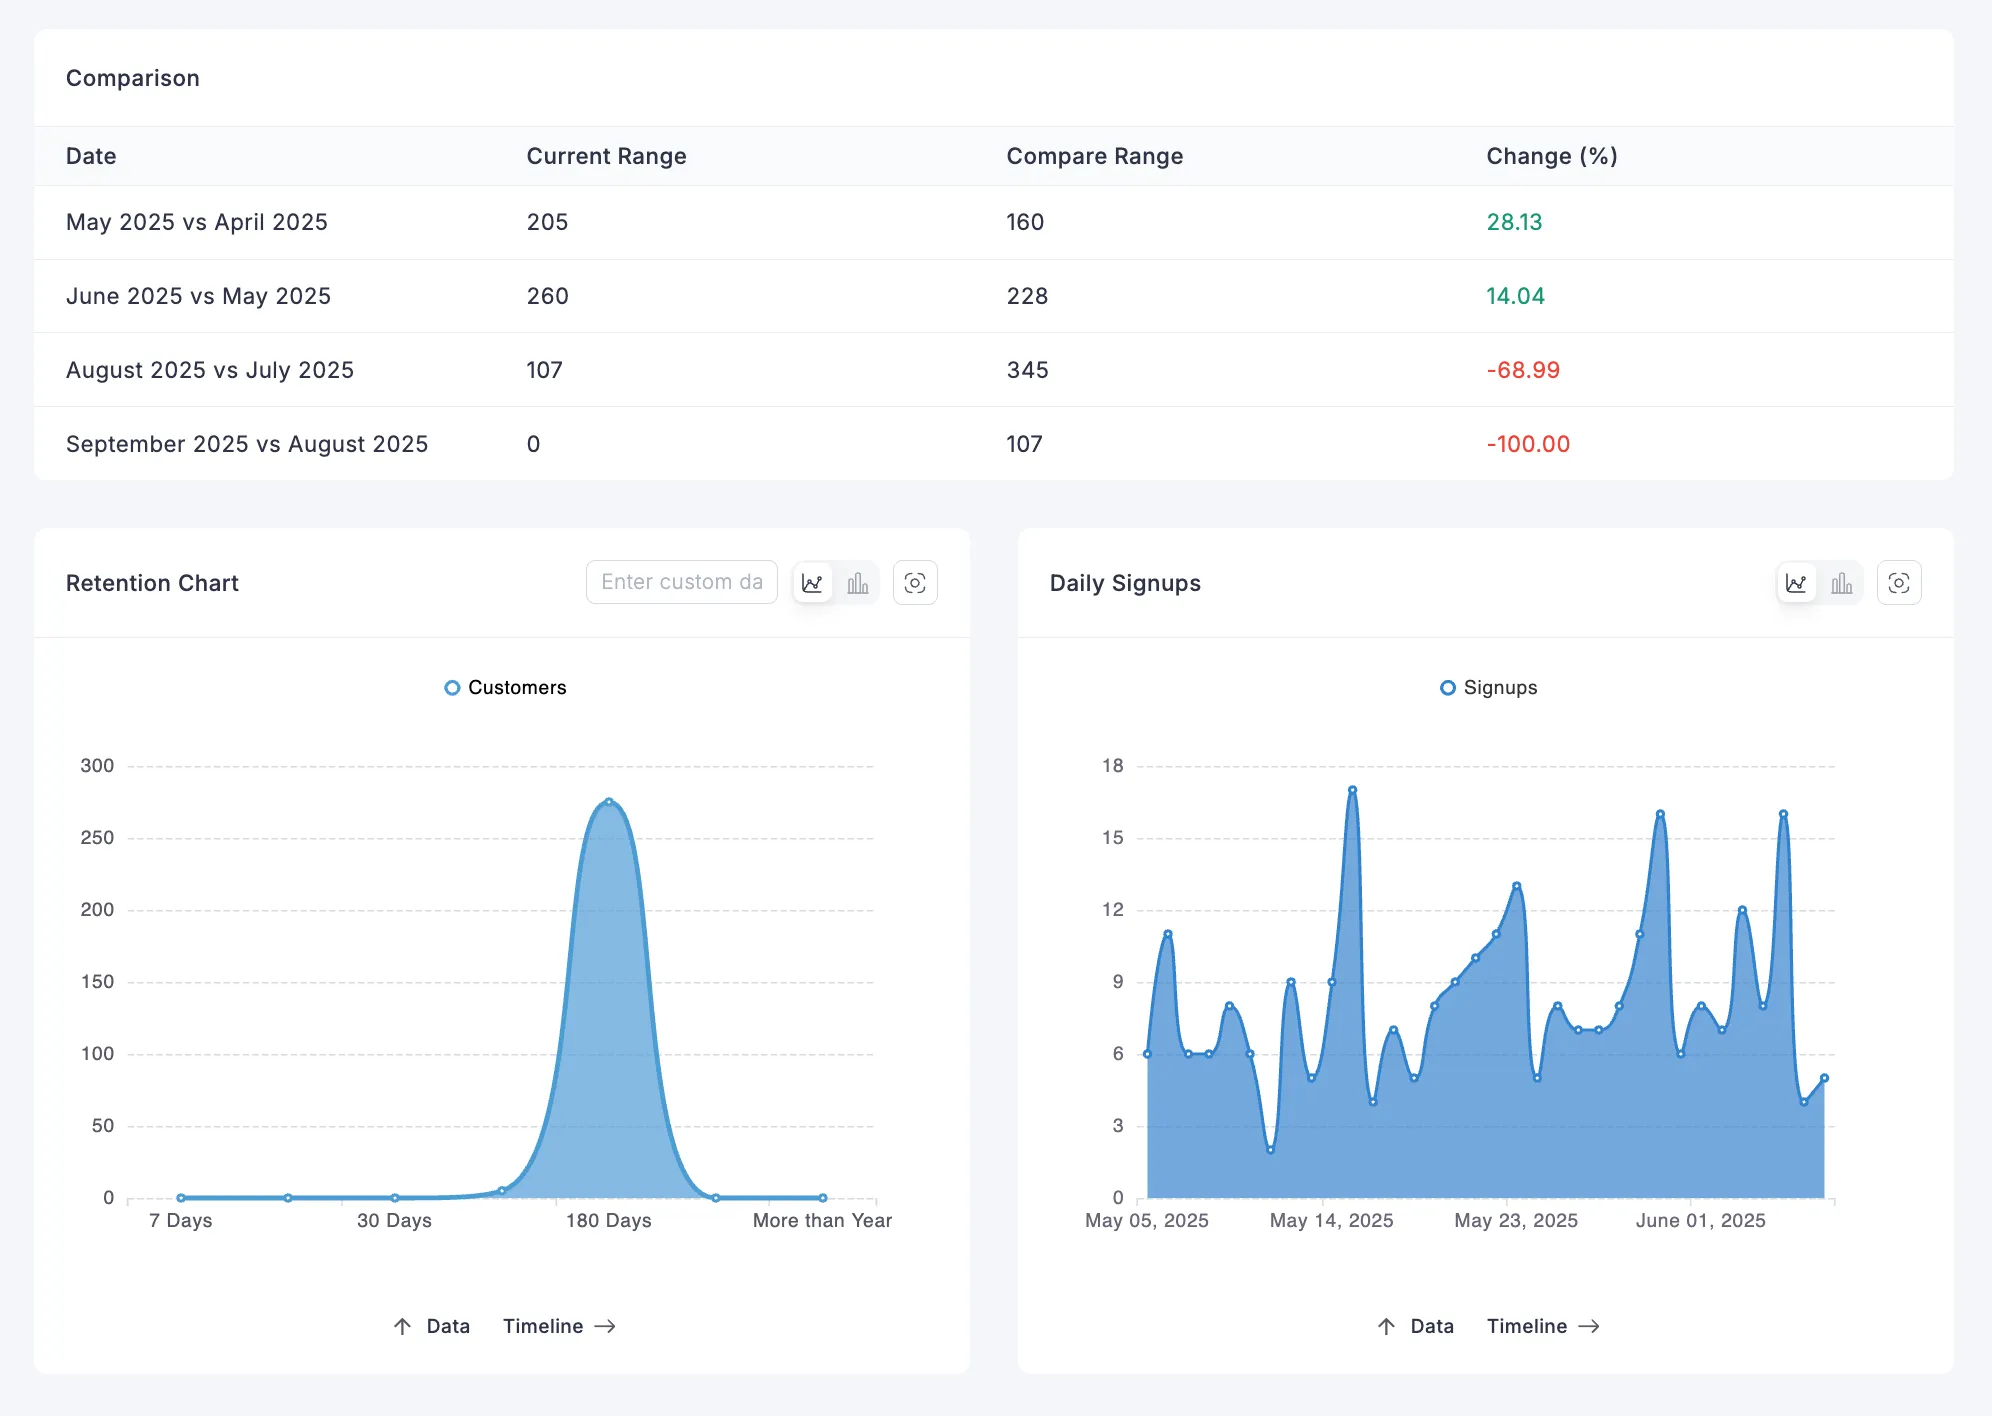 Comparison
Date Current Range Compare Range Change (%)
May 2025 vs April 2025 205 160 28.13
June 2025 vs May 2025 260 228 14.04
August 2025 vs July 2025 107 345 -68.99
September 2025 vs August 2025 0 107 -100.00
Retention Chart Enter custom da
Customers
300
250
200
150
100
50
0
7 Days 30 Days 180 Days More than Year
Data Timeline
Daily Signups
Signups
18
15
12
9
6
3
0
May 05, 2025 May 14, 2025 May 23, 2025 June 01, 2025
Data Timeline